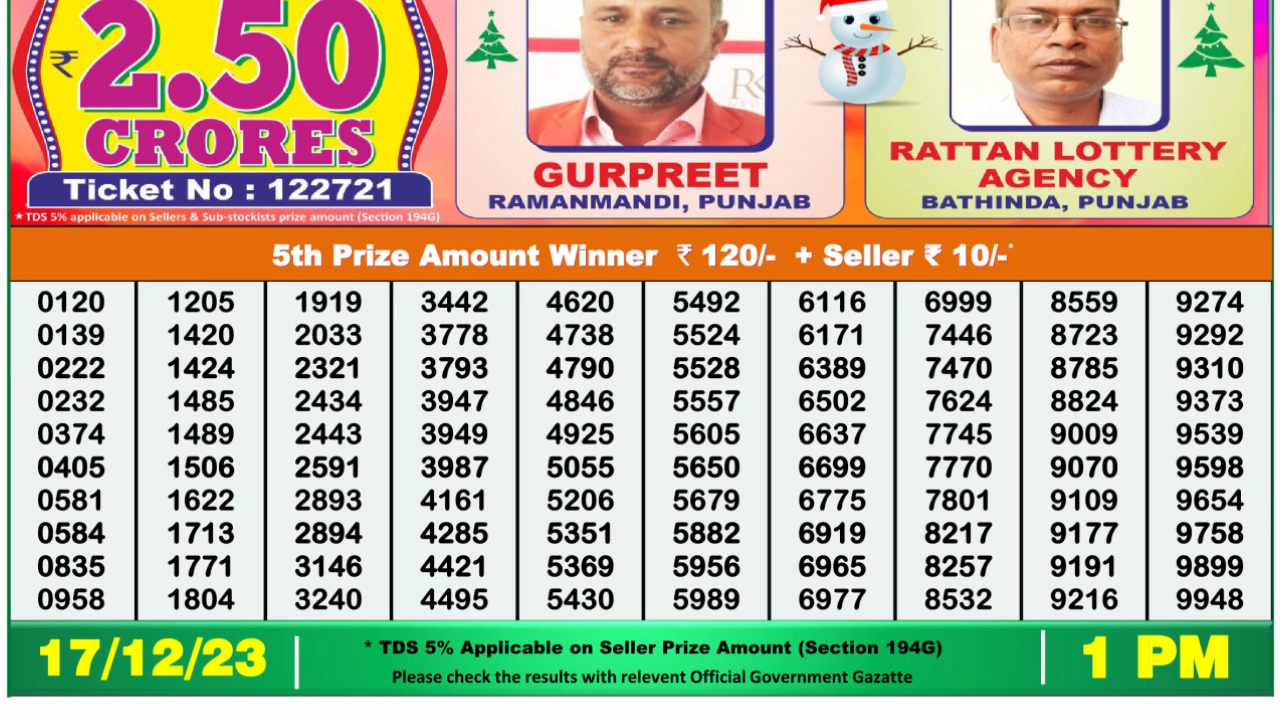 ₹ 2.50
CRORES
Ticket No : 122721
★ TDS 5% applicable on Sellers & Sub-stockists prize amount (Section 194G)
GURPREET
RAMANMANDI, PUNJAB
RATTAN LOTTERY
AGENCY
BATHINDA, PUNJAB
5th Prize Amount Winner ₹ 120/- + Seller ₹ 10/-*
0120 1205 1919 3442 4620 5492 6116 6999 8559 9274
0139 1420 2033 3778 4738 5524 6171 7446 8723 9292
0222 1424 2321 3793 4790 5528 6389 7470 8785 9310
0232 1485 2434 3947 4846 5557 6502 7624 8824 9373
0374 1489 2443 3949 4925 5605 6637 7745 9009 9539
0405 1506 2591 3987 5055 5650 6699 7770 9070 9598
0581 1622 2893 4161 5206 5679 6775 7801 9109 9654
0584 1713 2894 4285 5351 5882 6919 8217 9177 9758
0835 1771 3146 4421 5369 5956 6965 8257 9191 9899
0958 1804 3240 4495 5430 5989 6977 8532 9216 9948
17/12/23
* TDS 5% Applicable on Seller Prize Amount (Section 194G)
Please check the results with relevent Official Government Gazatte
1 PM